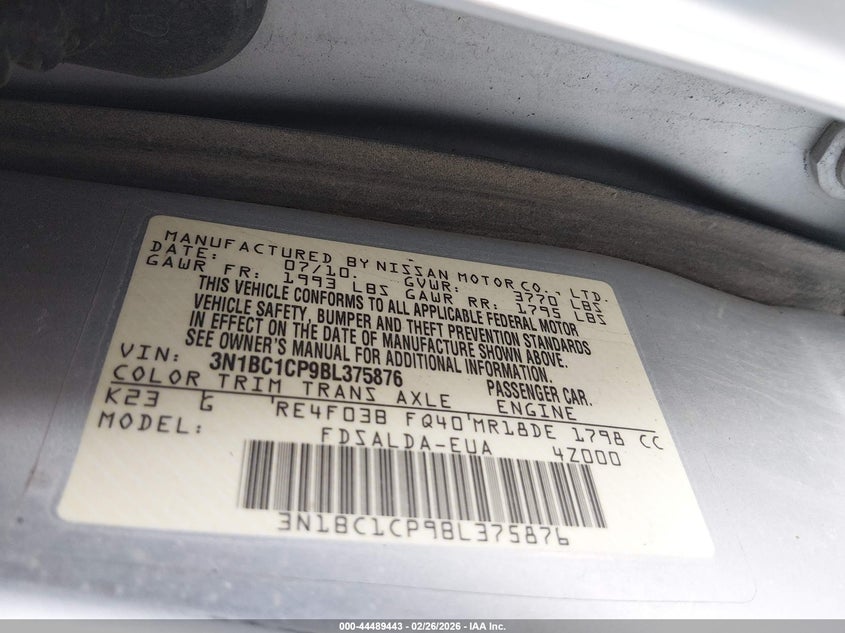 MANUFACTURED BY NISSAN MOTOR CO., LTD.
DATE: 07/10. GVWR: 3770 LBS
GAWR FR: 1993 LBS GAWR RR: 1795 LBS
THIS VEHICLE CONFORMS TO ALL APPLICABLE FEDERAL MOTOR
VEHICLE SAFETY, BUMPER AND THEFT PREVENTION STANDARDS
IN EFFECT ON THE DATE OF MANUFACTURE SHOWN ABOVE.
SEE OWNER'S MANUAL FOR ADDITIONAL INFORMATION.
VIN: 3N1BC1CP9BL375876 PASSENGER CAR.
COLOR TRIM TRANS AXLE ENGINE
K23 G RE4F03B FQ40 MR18DE 1798 CC
MODEL: FDSALDA-EUA 4Z000
3N1BC1CP9BL375876
000-44489443 - 02/26/2026 - IAA Inc.